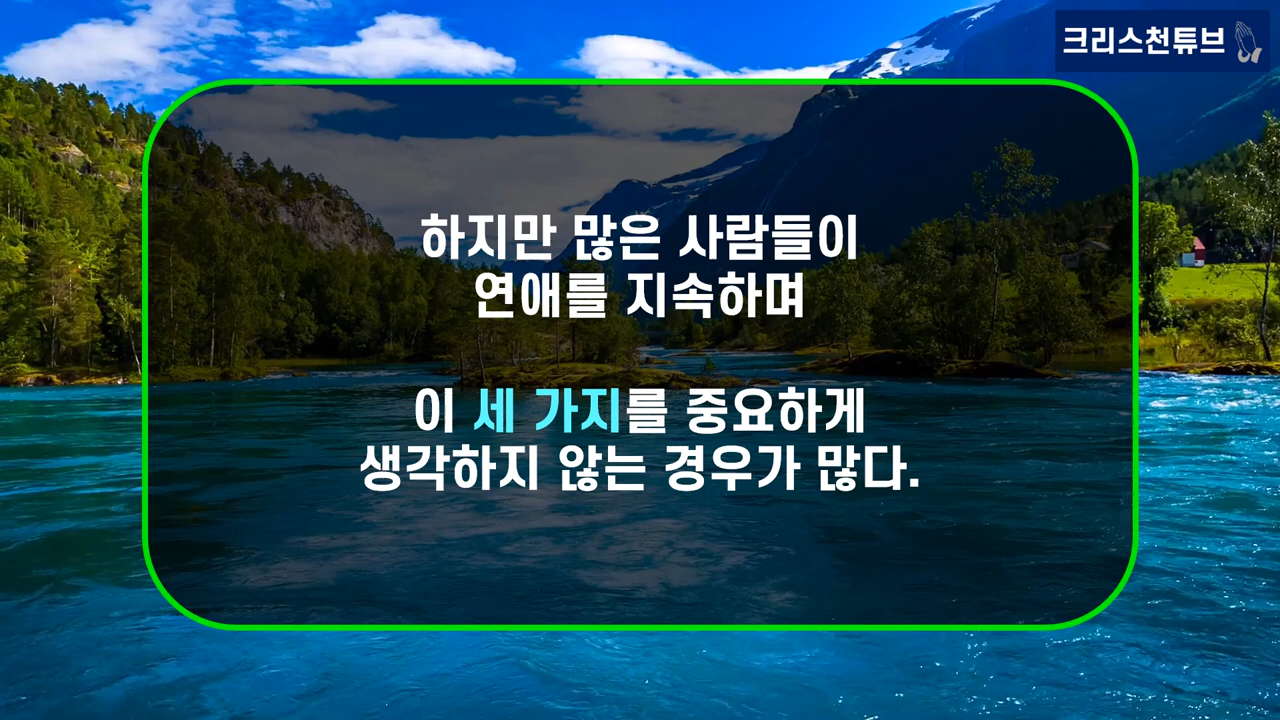 크리스천튜브
하지만 많은 사람들이
연애를 지속하며
이 세 가지를 중요하게
생각하지 않는 경우가 많다.